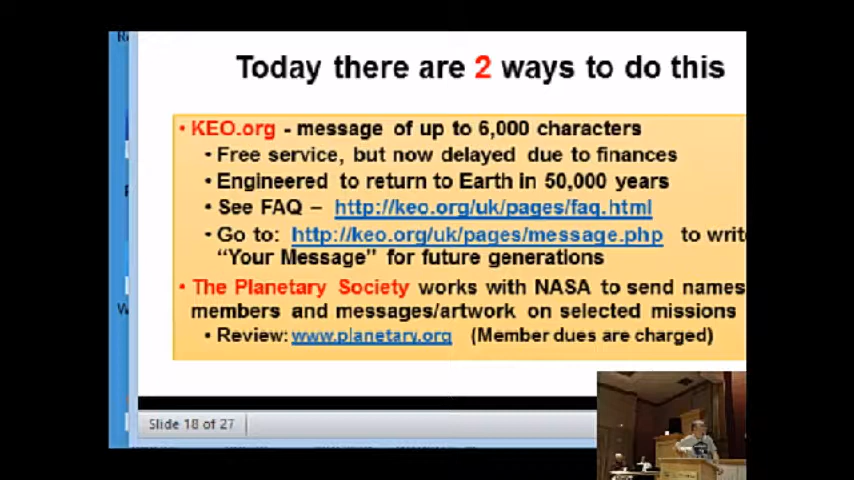 Today there are 2 ways to do this
• KEO.org - message of up to 6,000 characters
• Free service, but now delayed due to finances
• Engineered to return to Earth in 50,000 years
• See FAQ – http://keo.org/uk/pages/faq.html
• Go to: http://keo.org/uk/pages/message.php to write
“Your Message” for future generations
• The Planetary Society works with NASA to send names
members and messages/artwork on selected missions
• Review: www.planetary.org (Member dues are charged)
Slide 18 of 27